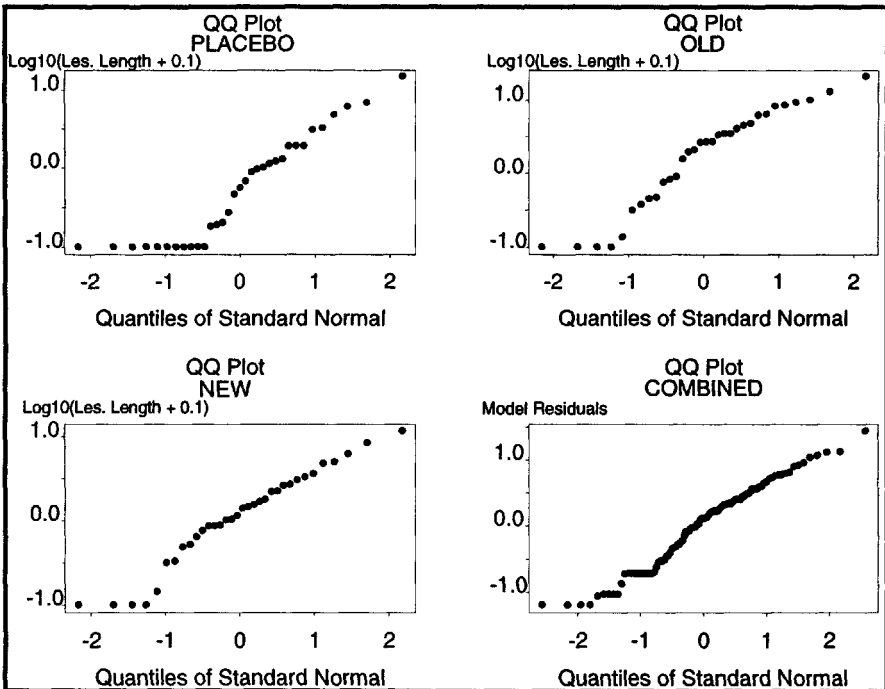 QQ Plot
PLACEBO
Log10(Les. Length + 0.1)
1.0
0.0
-1.0
-2 -1 0 1 2
Quantiles of Standard Normal
QQ Plot
OLD
Log10(Les. Length + 0.1)
1.0
0.0
-1.0
-2 -1 0 1 2
Quantiles of Standard Normal
QQ Plot
NEW
Log10(Les. Length + 0.1)
1.0
0.0
-1.0
-2 -1 0 1 2
Quantiles of Standard Normal
QQ Plot
COMBINED
Model Residuals
1.0
0.0
-1.0
-2 -1 0 1 2
Quantiles of Standard Normal